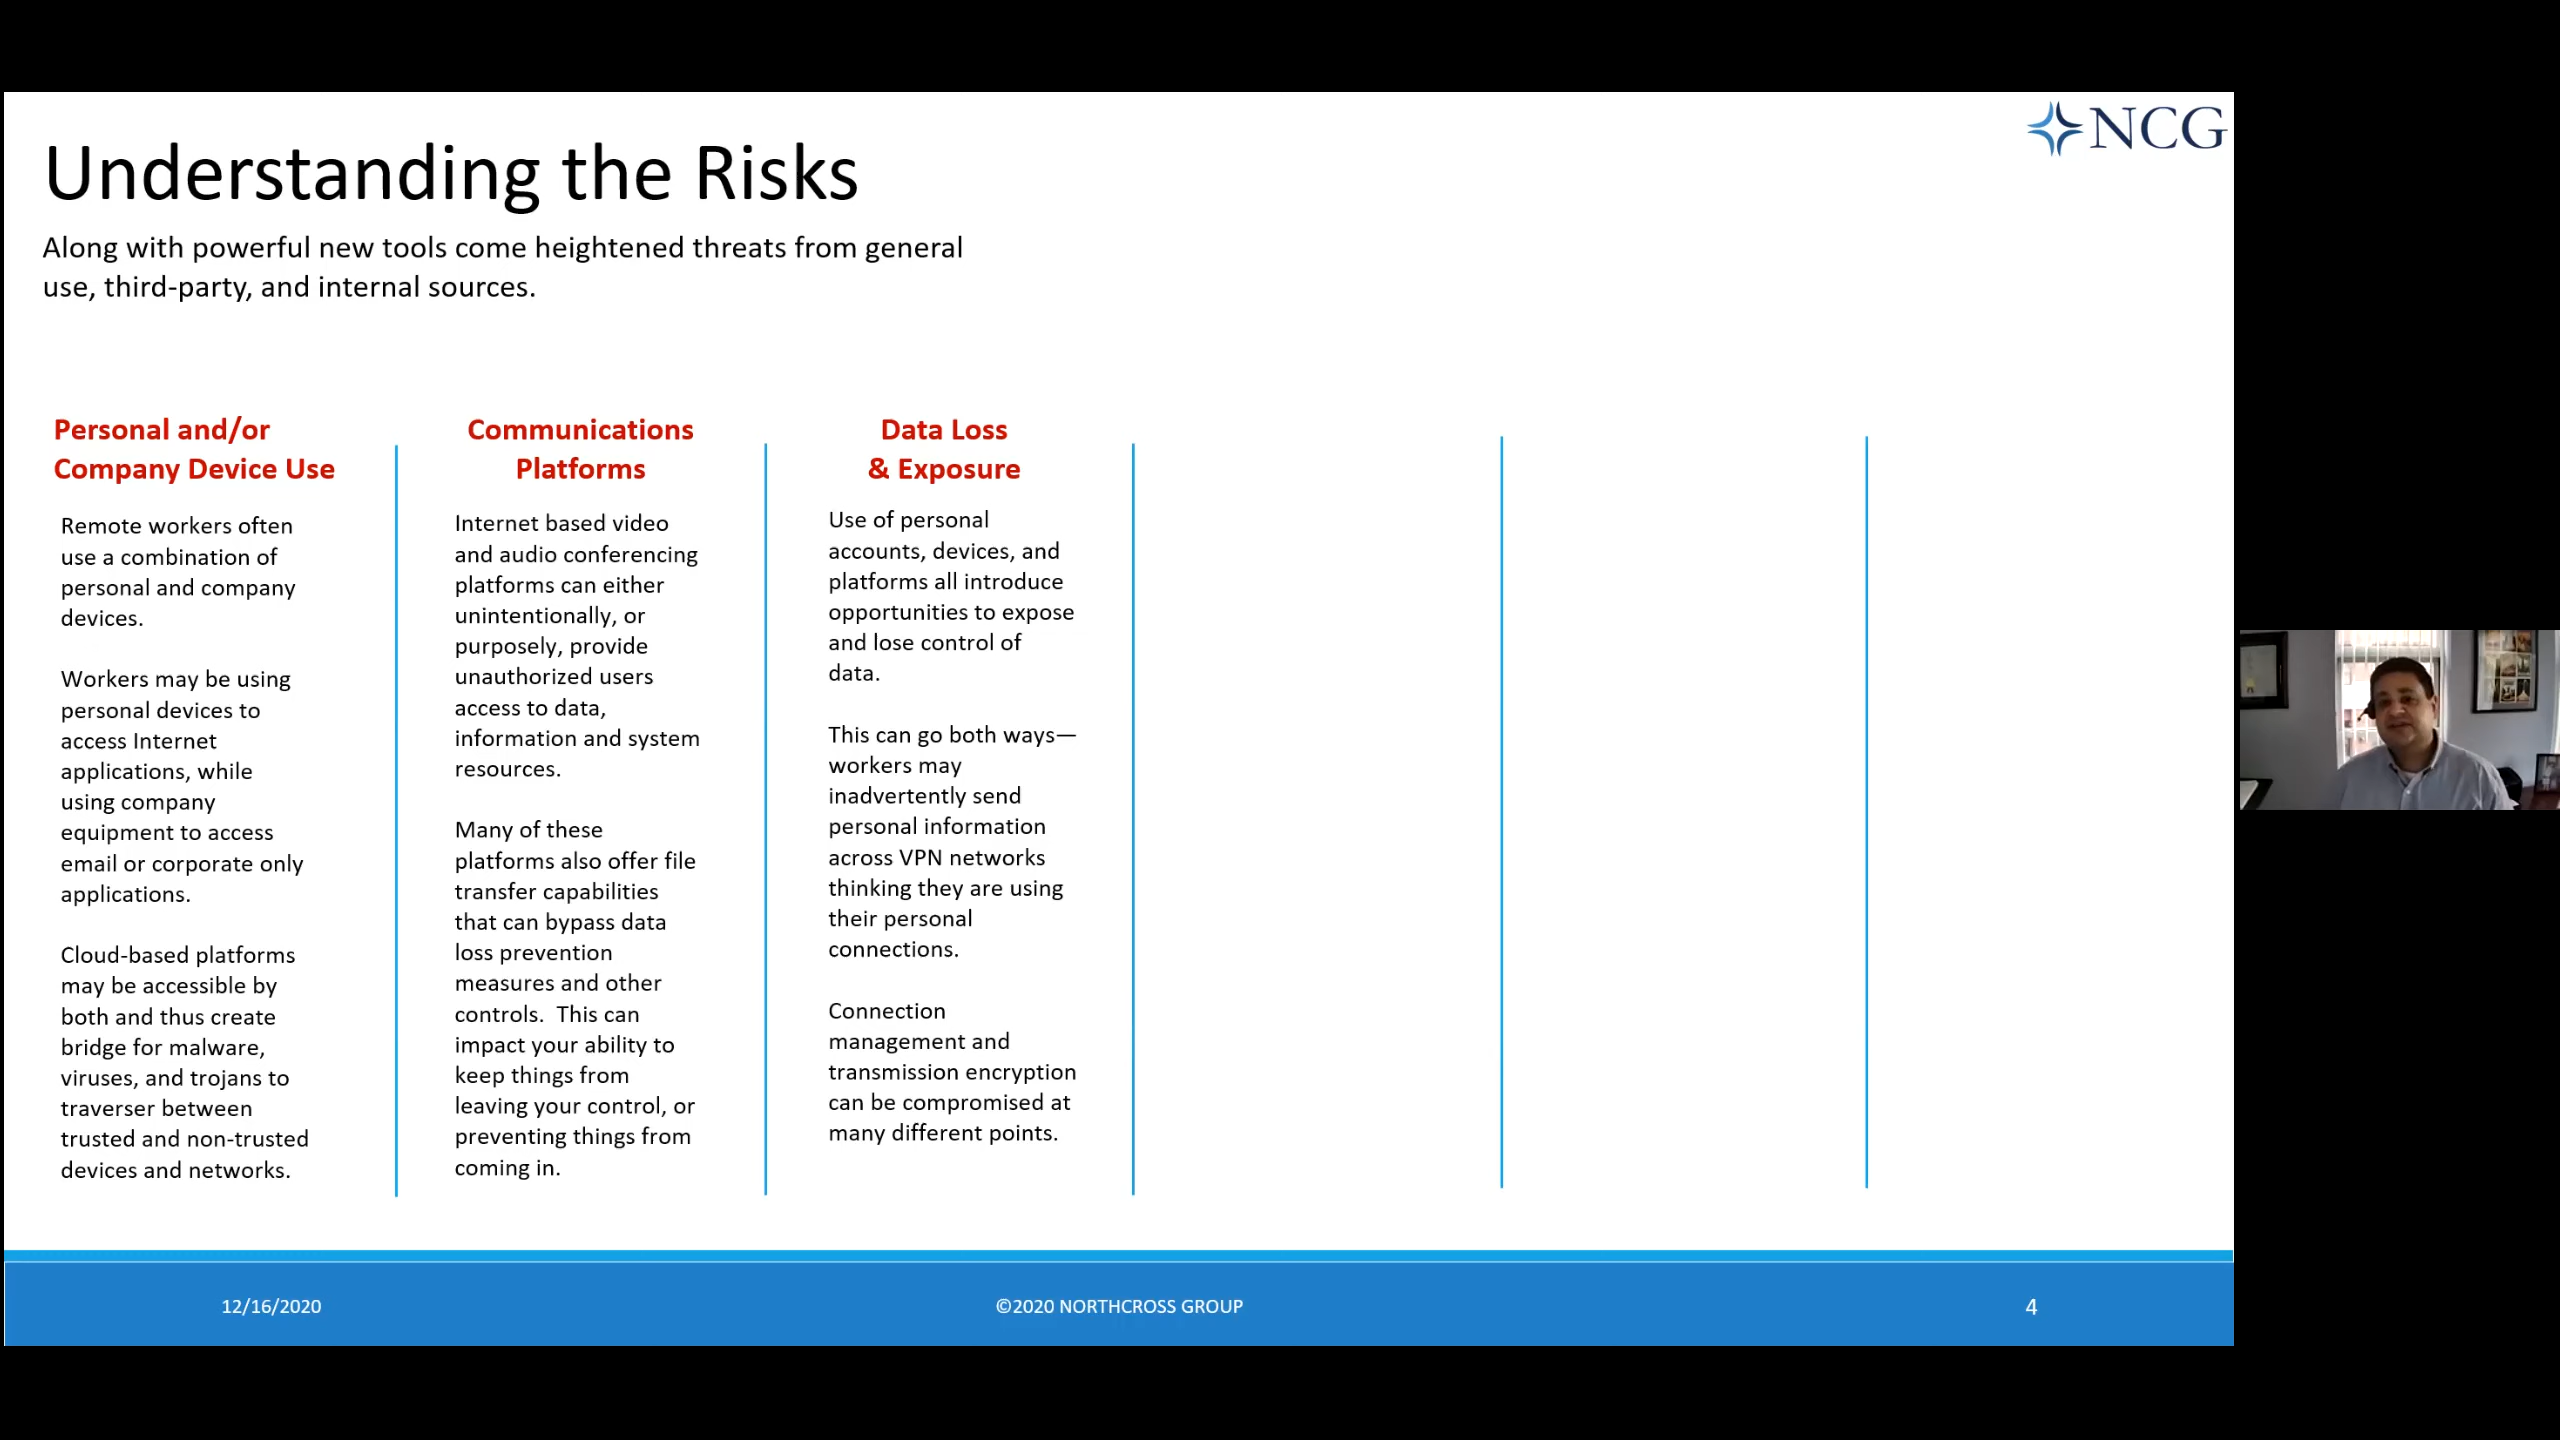 NCG
Understanding the Risks
Along with powerful new tools come heightened threats from general
use, third-party, and internal sources.
Personal and/or
Company Device Use
Remote workers often
use a combination of
personal and company
devices.
Workers may be using
personal devices to
access Internet
applications, while
using company
equipment to access
email or corporate only
applications.
Cloud-based platforms
may be accessible by
both and thus create
bridge for malware,
viruses, and trojans to
traverser between
trusted and non-trusted
devices and networks.
Communications
Platforms
Internet based video
and audio conferencing
platforms can either
unintentionally, or
purposely, provide
unauthorized users
access to data,
information and system
resources.
Many of these
platforms also offer file
transfer capabilities
that can bypass data
loss prevention
measures and other
controls.  This can
impact your ability to
keep things from
leaving your control, or
preventing things from
coming in.
Data Loss
& Exposure
Use of personal
accounts, devices, and
platforms all introduce
opportunities to expose
and lose control of
data.
This can go both ways—
workers may
inadvertently send
personal information
across VPN networks
thinking they are using
their personal
connections.
Connection
management and
transmission encryption
can be compromised at
many different points.
12/16/2020
©2020 NORTHCROSS GROUP
4